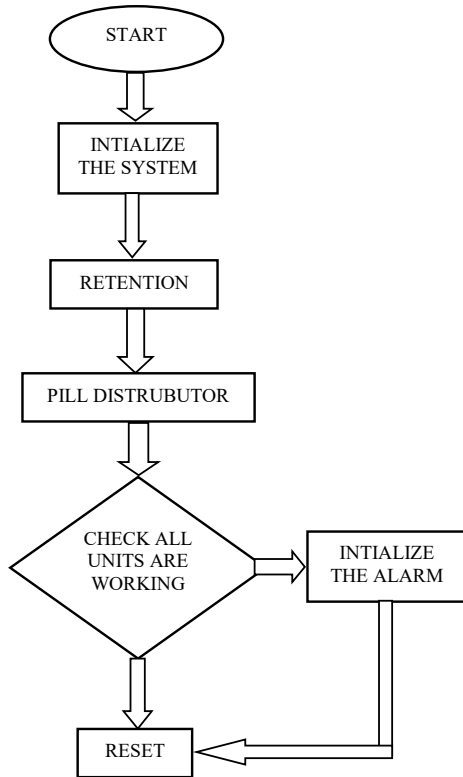 START
INTIALIZE
THE SYSTEM
RETENTION
PILL DISTRUBUTOR
CHECK ALL
UNITS ARE
WORKING
INTIALIZE
THE ALARM
RESET